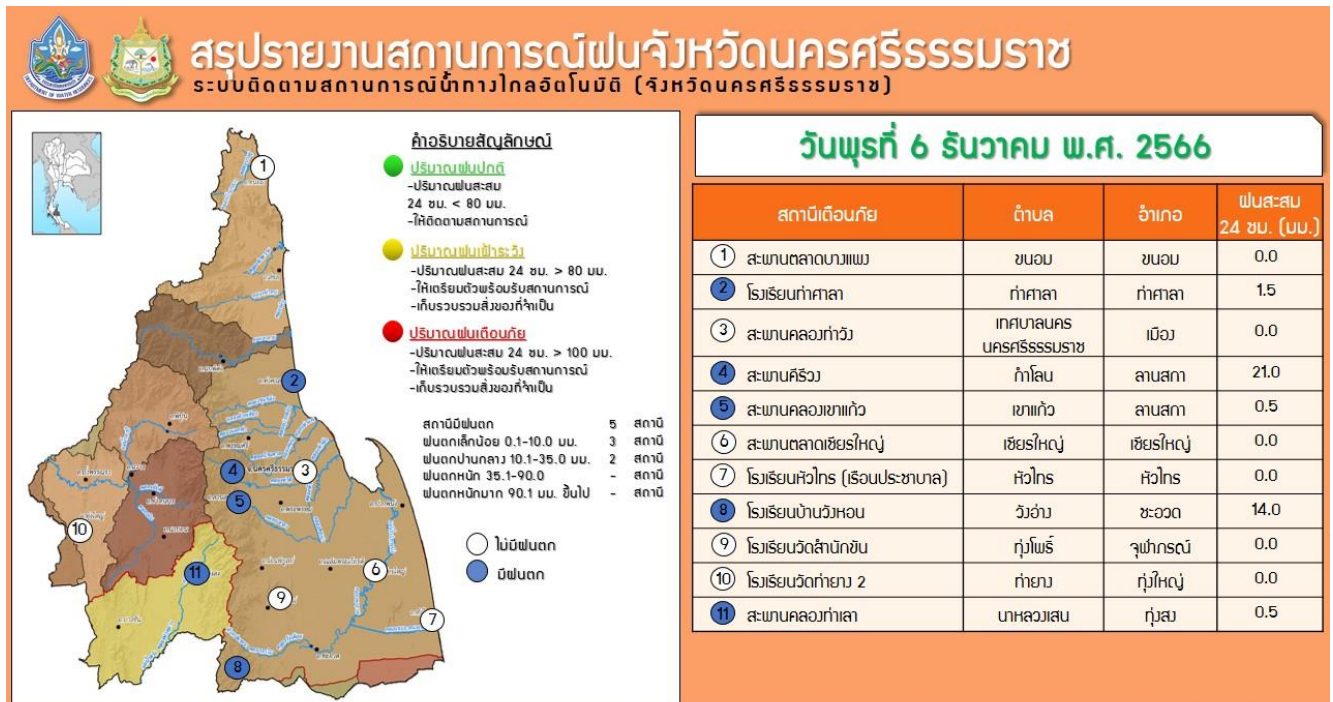 สรุปรายงานสถานการณ์ฝนจังหวัดนครศรีธรรมราช
ระบบติดตามสถานการณ์น้ำทางไกลอัตโนมัติ (จังหวัดนครศรีธรรมราช)
คำอธิบายสัญลักษณ์
ปริมาณฝนปกติ
-ปริมาณฝนสะสม
24 ชม. < 80 มม.
-ให้ติดตามสถานการณ์
ปริมาณฝนเฝ้าระวัง
-ปริมาณฝนสะสม 24 ชม. > 80 มม.
-ให้เตรียมตัวพร้อมรับสถานการณ์
-เก็บรวบรวมสิ่งของที่จำเป็น
ปริมาณฝนเตือนภัย
-ปริมาณฝนสะสม 24 ชม. > 100 มม.
-ให้เตรียมตัวพร้อมรับสถานการณ์
-เก็บรวบรวมสิ่งของที่จำเป็น
สถานีมีฝนตก 5 สถานี
ฝนตกเล็กน้อย 0.1-10.0 มม. 3 สถานี
ฝนตกปานกลาง 10.1-35.0 มม. 2 สถานี
ฝนตกหนัก 35.1-90.0 - สถานี
ฝนตกหนักมาก 90.1 มม. ขึ้นไป - สถานี
ไม่มีฝนตก
มีฝนตก
1
2
3
4
5
6
7
8
9
10
11
วันพุธที่ 6 ธันวาคม พ.ศ. 2566
สถานีเตือนภัย ตำบล อำเภอ ฝนสะสม
24 ชม. (มม.)
1 สะพานตลาดบางแพง ขนอม ขนอม 0.0
2 โรงเรียนท่าศาลา ท่าศาลา ท่าศาลา 1.5
3 สะพานคลองท่าวัง เทศบาลนคร
นครศรีธรรมราช เมือง 0.0
4 สะพานคีรีวง กำโลน ลานสกา 21.0
5 สะพานคลองเขาแก้ว เขาแก้ว ลานสกา 0.5
6 สะพานตลาดเชียรใหญ่ เชียรใหญ่ เชียรใหญ่ 0.0
7 โรงเรียนหัวไทร (เรือนประชาบาล) หัวไทร หัวไทร 0.0
8 โรงเรียนบ้านวังหอน วังอ่าง ชะอวด 14.0
9 โรงเรียนวัดสำนักขัน ทุ่งโพธิ์ จุฬาภรณ์ 0.0
10 โรงเรียนวัดท่ายาง 2 ท่ายาง ทุ่งใหญ่ 0.0
11 สะพานคลองท่าเลา นาหลวงเสน ทุ่งสง 0.5